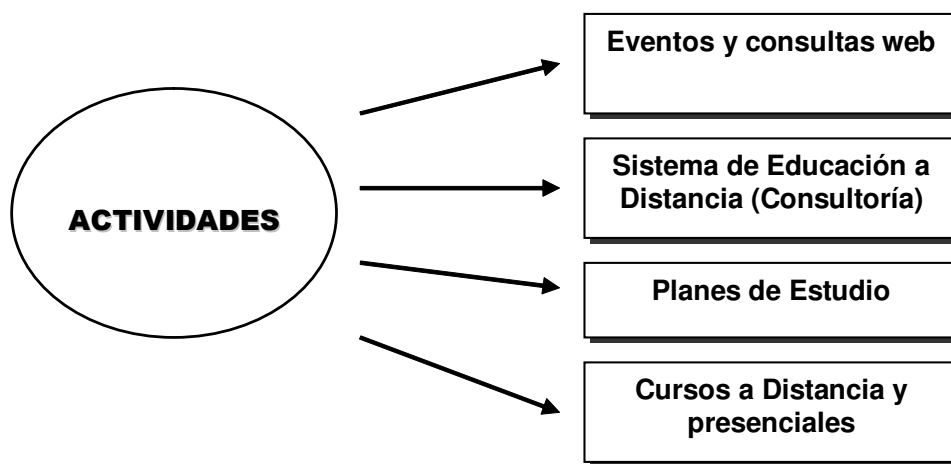 Eventos y consultas web
Sistema de Educación a
Distancia (Consultoría)
ACTIVIDADES
Planes de Estudio
Cursos a Distancia y
presenciales